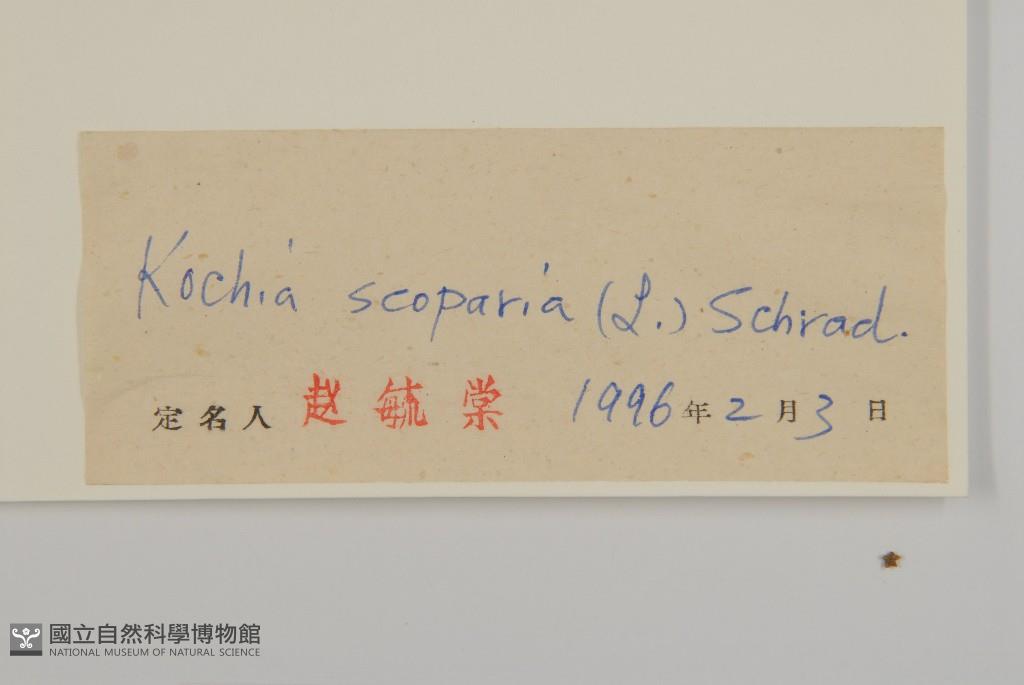 Kochia scoparia (L.) Schrad.
定名人 赵毓棠 1996年2月3日
國立自然科學博物館
NATIONAL MUSEUM OF NATURAL SCIENCE